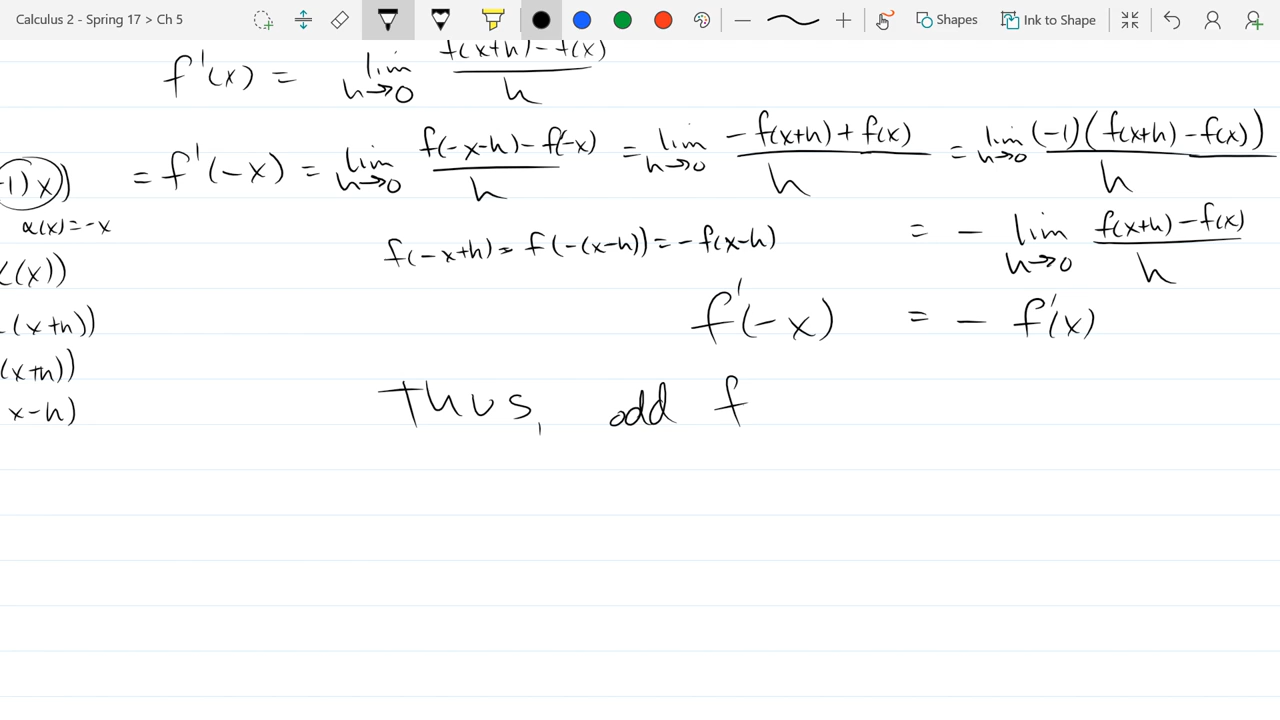 Calculus 2 - Spring 17 > Ch 5 Shapes Ink to Shape
f'(x) = lim h→0 f(x+h) - f(x) / h
-1)x)) = f'(-x) = lim h→0 f(-x-h) - f(-x) / h = lim h→0 -f(x+h) + f(x) / h = lim h→0 (-1)(f(x+h) - f(x)) / h
α(x) = -x f(-x+h) = f(-(x-h)) = -f(x-h) = - lim h→0 f(x+h) - f(x) / h
(x))
(x+h)) f'(-x) = - f'(x)
(x+h))
x-h) Thus, odd f